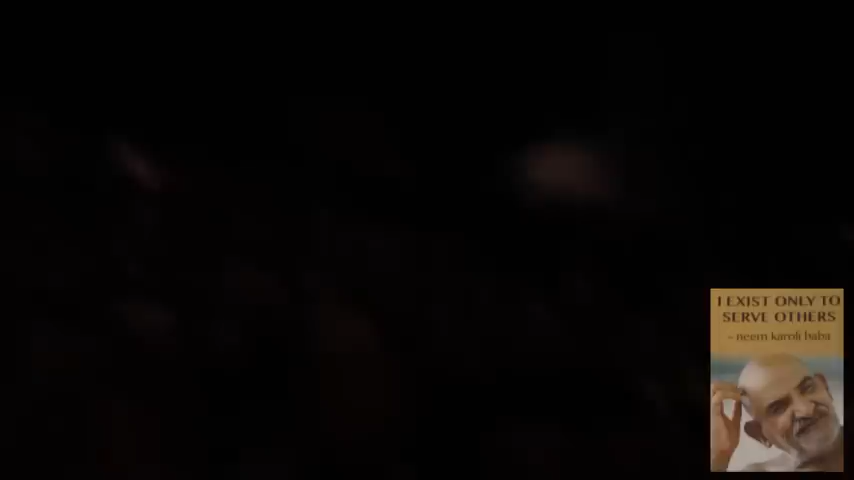 I EXIST ONLY TO
SERVE OTHERS
- neem karoli baba